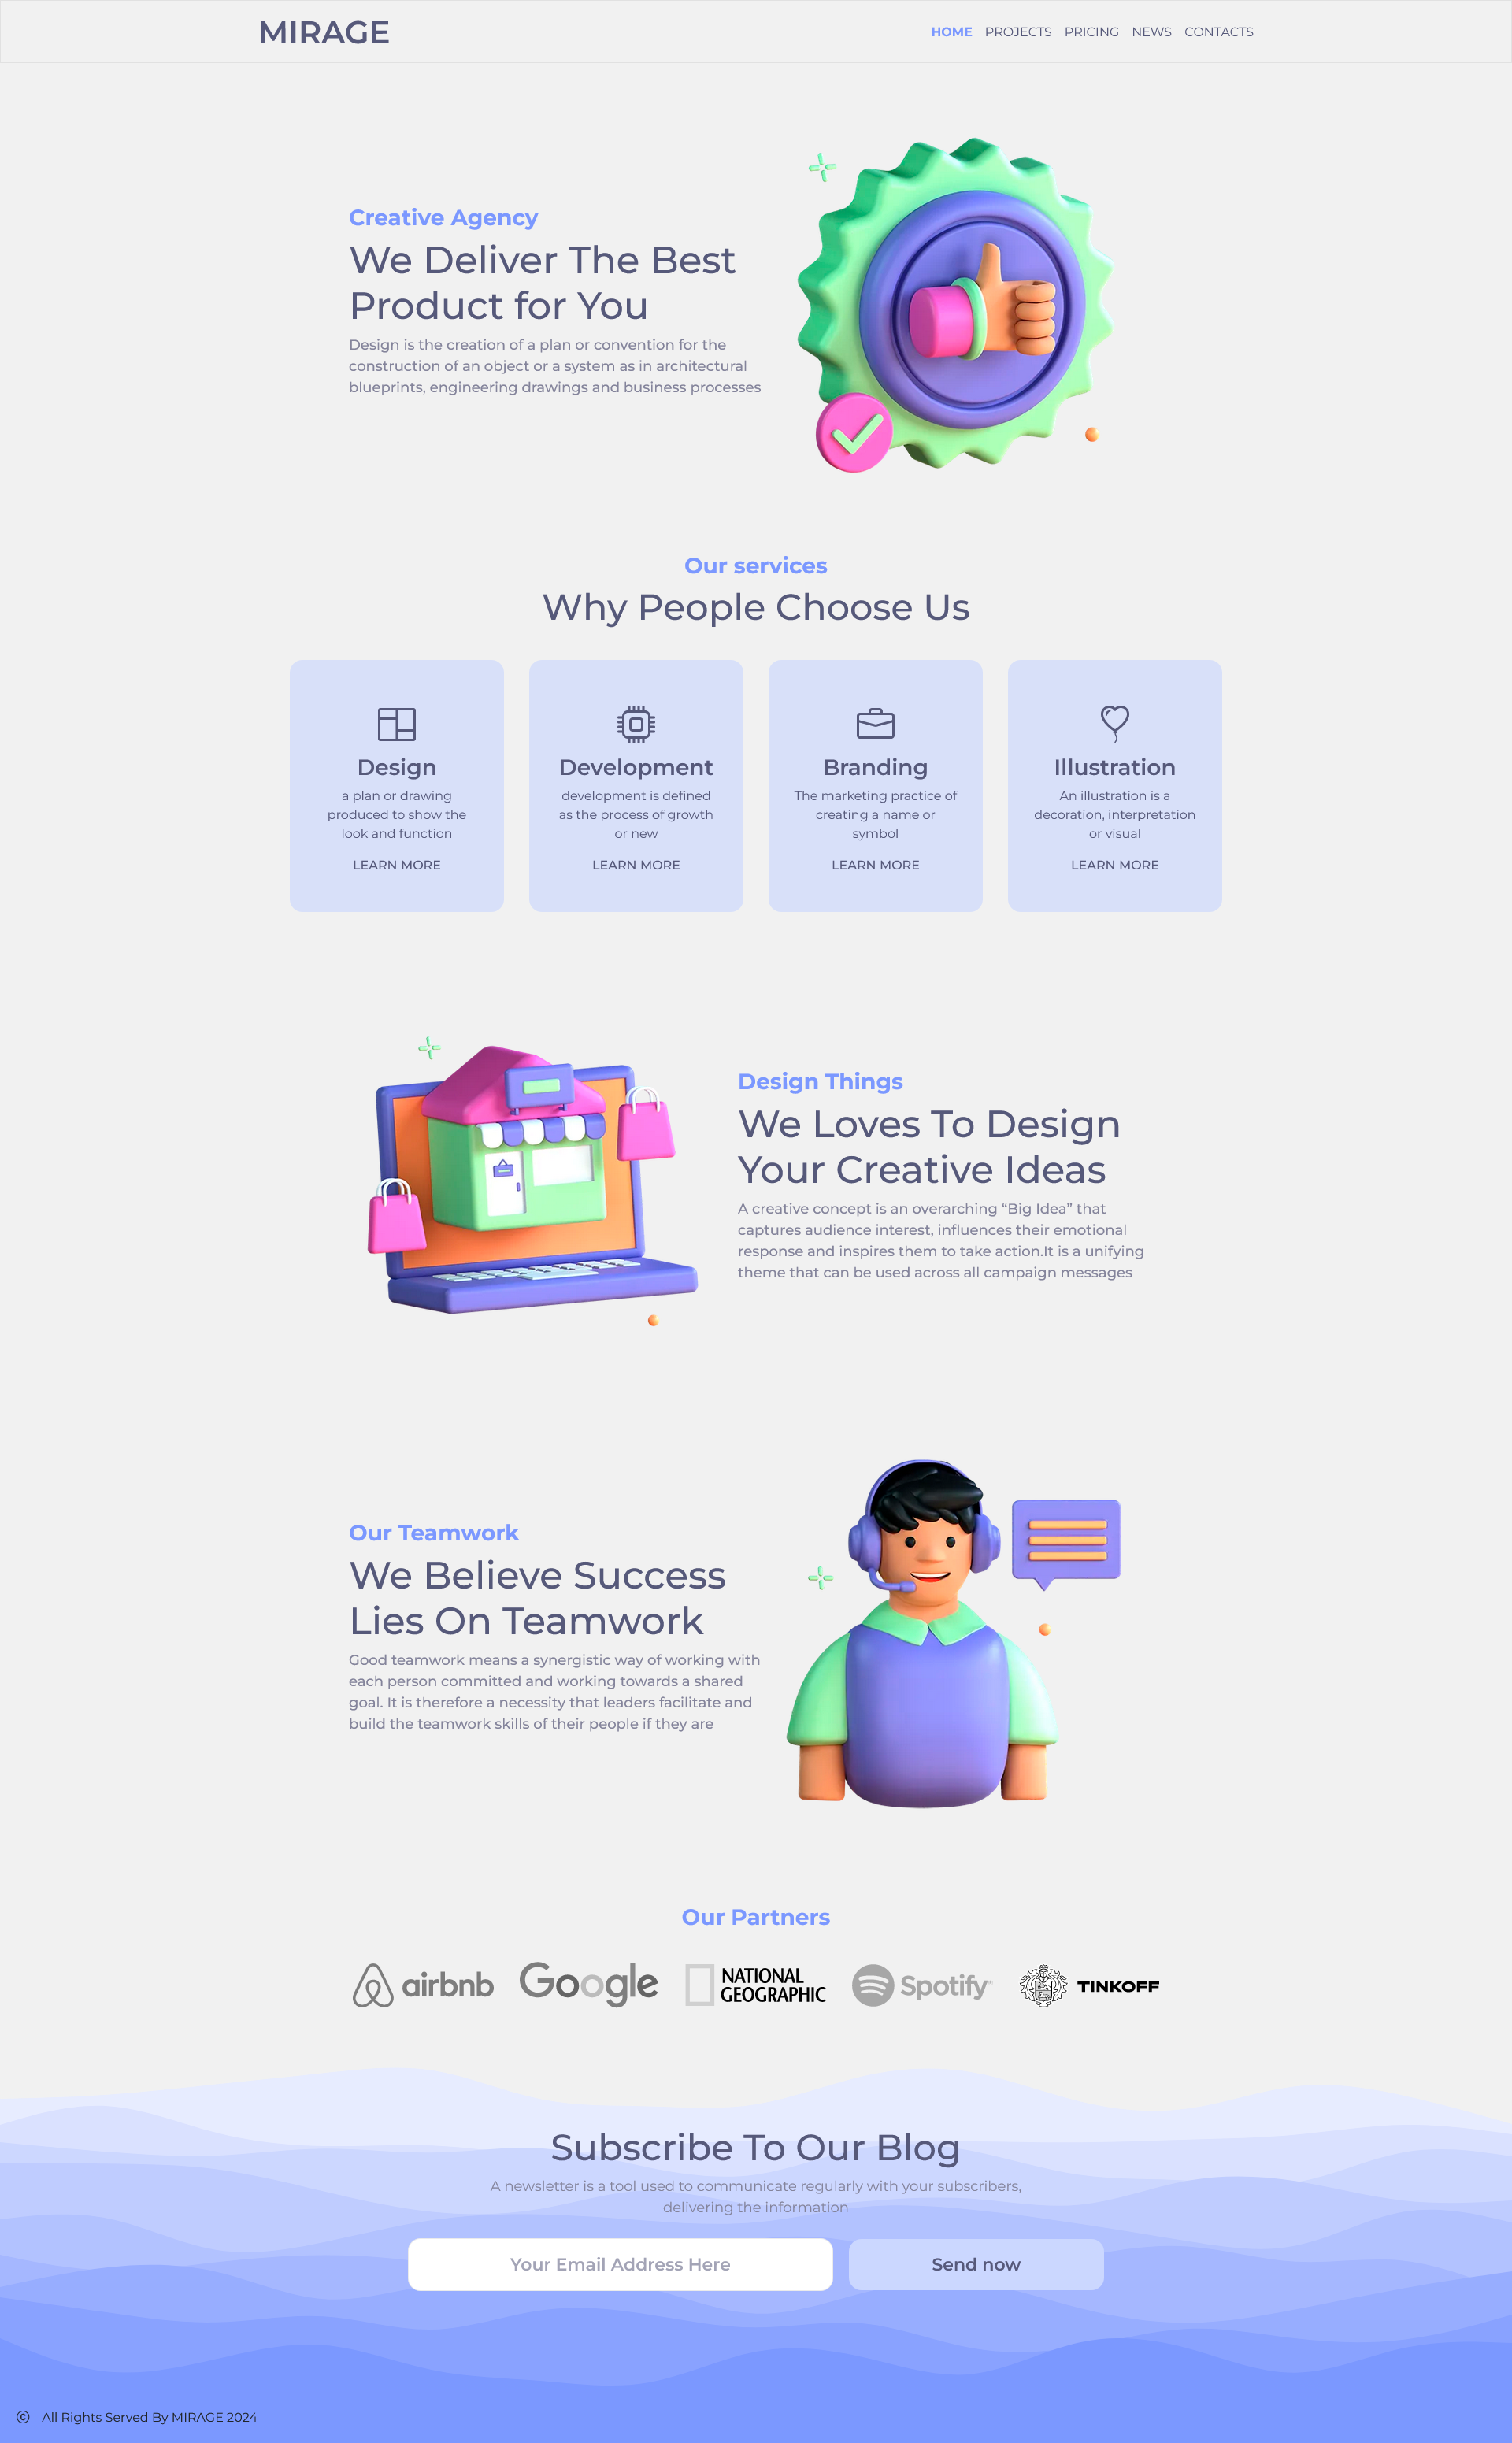 MIRAGE
HOME PROJECTS PRICING NEWS CONTACTS
Creative Agency
We Deliver The Best
Product for You
Design is the creation of a plan or convention for the
construction of an object or a system as in architectural
blueprints, engineering drawings and business processes
Our services
Why People Choose Us
Design
a plan or drawing
produced to show the
look and function
LEARN MORE
Development
development is defined
as the process of growth
or new
LEARN MORE
Branding
The marketing practice of
creating a name or
symbol
LEARN MORE
Illustration
An illustration is a
decoration, interpretation
or visual
LEARN MORE
Design Things
We Loves To Design
Your Creative Ideas
A creative concept is an overarching “Big Idea” that
captures audience interest, influences their emotional
response and inspires them to take action.It is a unifying
theme that can be used across all campaign messages
Our Teamwork
We Believe Success
Lies On Teamwork
Good teamwork means a synergistic way of working with
each person committed and working towards a shared
goal. It is therefore a necessity that leaders facilitate and
build the teamwork skills of their people if they are
Our Partners
airbnb
Google
NATIONAL
GEOGRAPHIC
Spotify
TINKOFF
Subscribe To Our Blog
A newsletter is a tool used to communicate regularly with your subscribers,
delivering the information
Your Email Address Here
Send now
© All Rights Served By MIRAGE 2024